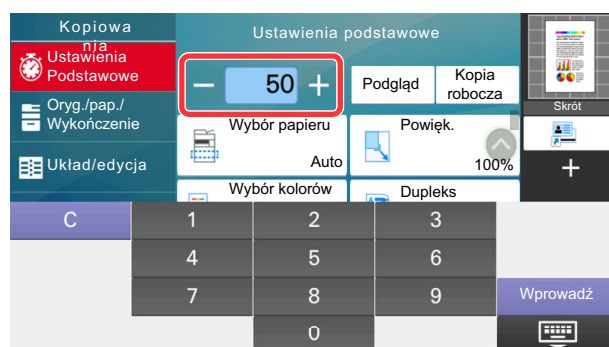 Kopiowa
nia
Ustawienia podstawowe
Ustawienia
Podstawowe
Oryg./pap./
Wykończenie
Układ/edycja
− 50 +
Podgląd
Kopia
robocza
Wybór papieru
Auto
Powięk.
100%
Wybór kolorów
Dupleks
Skrót
+
C
1 2 3
4 5 6
7 8 9
0
Wprowadź